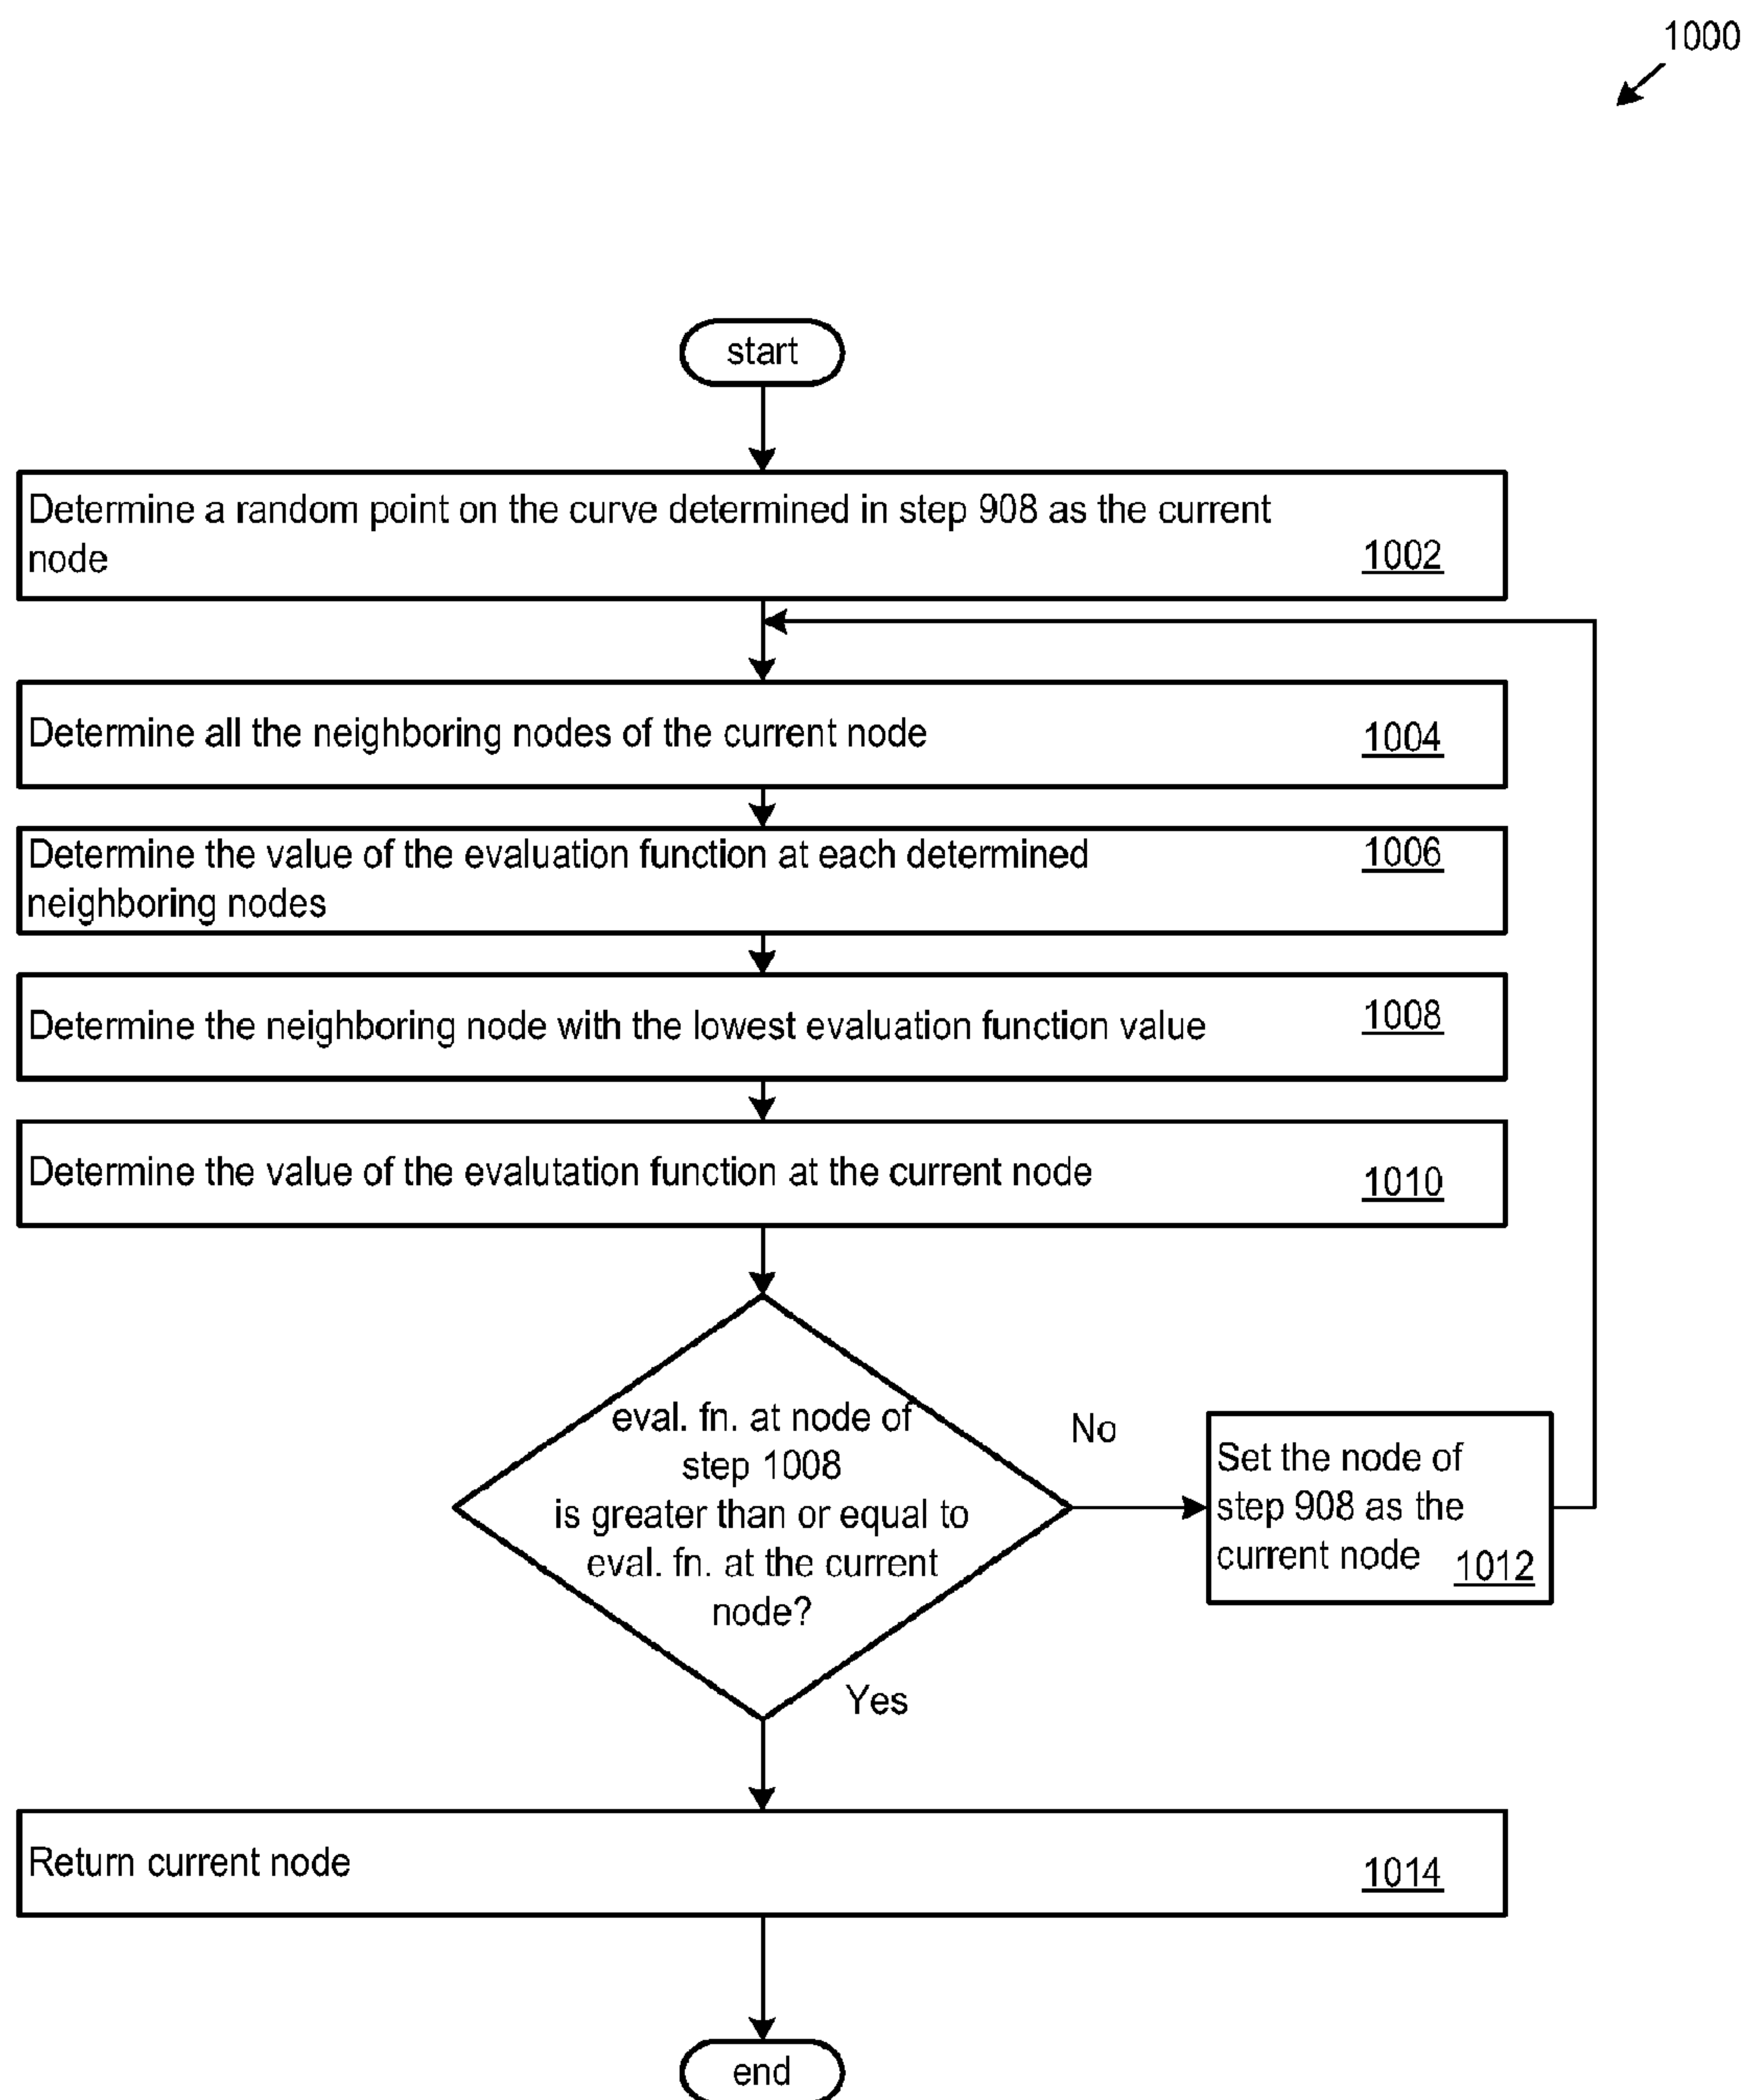 1000
start
Determine a random point on the curve determined in step 908 as the current
node
1002
Determine all the neighboring nodes of the current node
1004
Determine the value of the evaluation function at each determined
1006
neighboring nodes
Determine the neighboring node with the lowest evaluation function value
1008
Determine the value of the evalutation function at the current node
1010
eval. fn. at node of
step 1008
is greater than or equal to
eval. fn. at the current
node?
No
Set the node of
step 908 as the
current node
1012
Yes
Return current node
1014
end